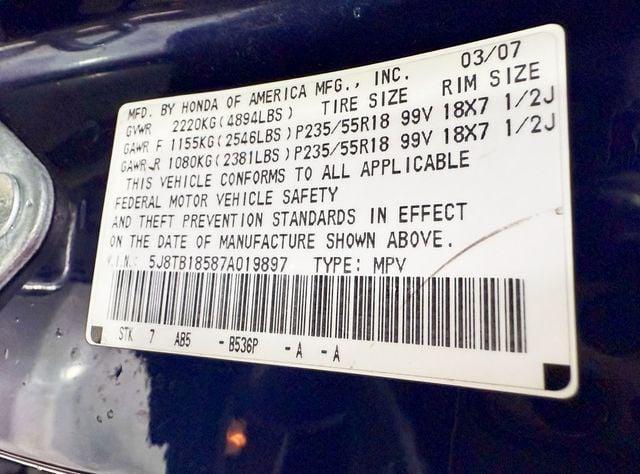 MFD. BY HONDA OF AMERICA MFG., INC. 03/07
GVWR 2220KG(4894LBS) TIRE SIZE RIM SIZE
GAWR F 1155KG(2546LBS)P235/55R18 99V 18X7 1/2J
GAWR R 1080KG(2381LBS)P235/55R18 99V 18X7 1/2J
THIS VEHICLE CONFORMS TO ALL APPLICABLE
FEDERAL MOTOR VEHICLE SAFETY
AND THEFT PREVENTION STANDARDS IN EFFECT
ON THE DATE OF MANUFACTURE SHOWN ABOVE.
V.I.N.: 5J8TB18587A019897 TYPE: MPV
STK 7 AB5 - B536P - A - A